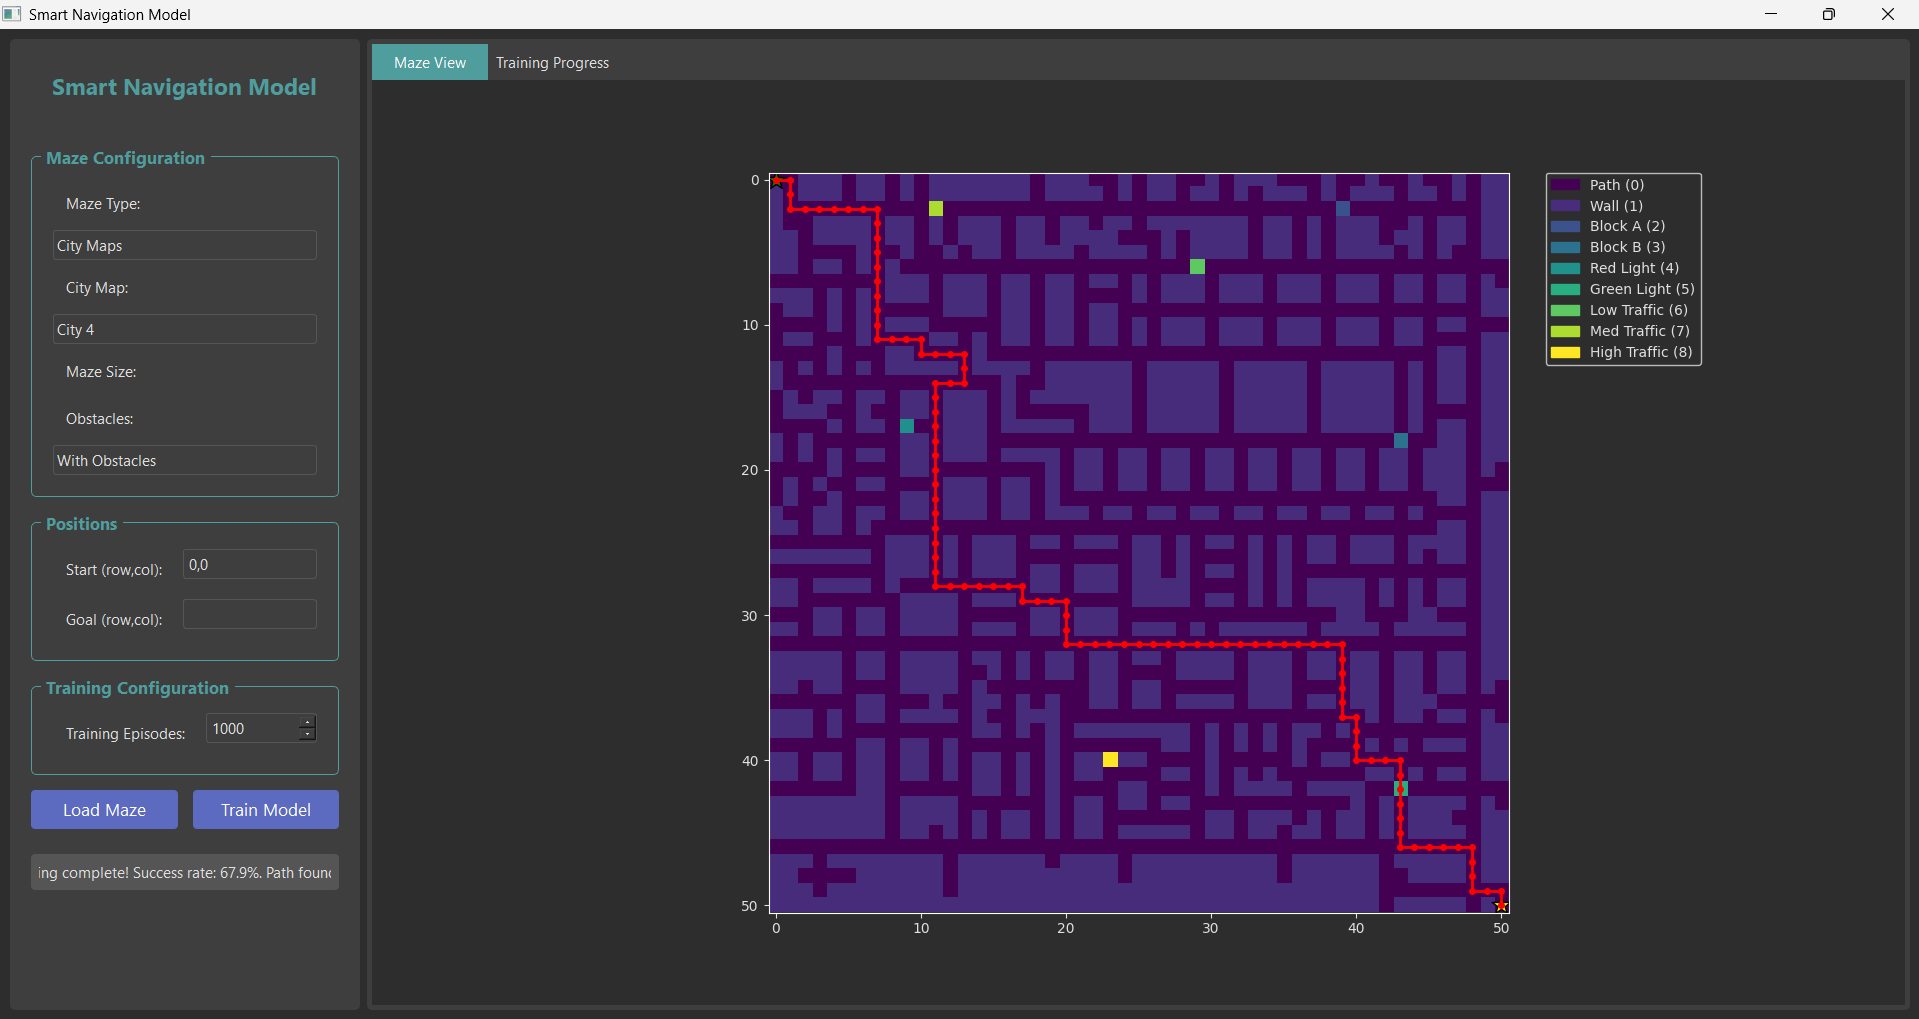 Smart Navigation Model
Smart Navigation Model
Maze Configuration
Maze Type:
City Maps
City Map:
City 4
Maze Size:
Obstacles:
With Obstacles
Positions
Start (row,col):
0,0
Goal (row,col):
Training Configuration
Training Episodes:
1000
Load Maze
Train Model
ing complete! Success rate: 67.9%. Path found
Maze View
Training Progress
0
10
20
30
40
50
0
10
20
30
40
50
Path (0)
Wall (1)
Block A (2)
Block B (3)
Red Light (4)
Green Light (5)
Low Traffic (6)
Med Traffic (7)
High Traffic (8)